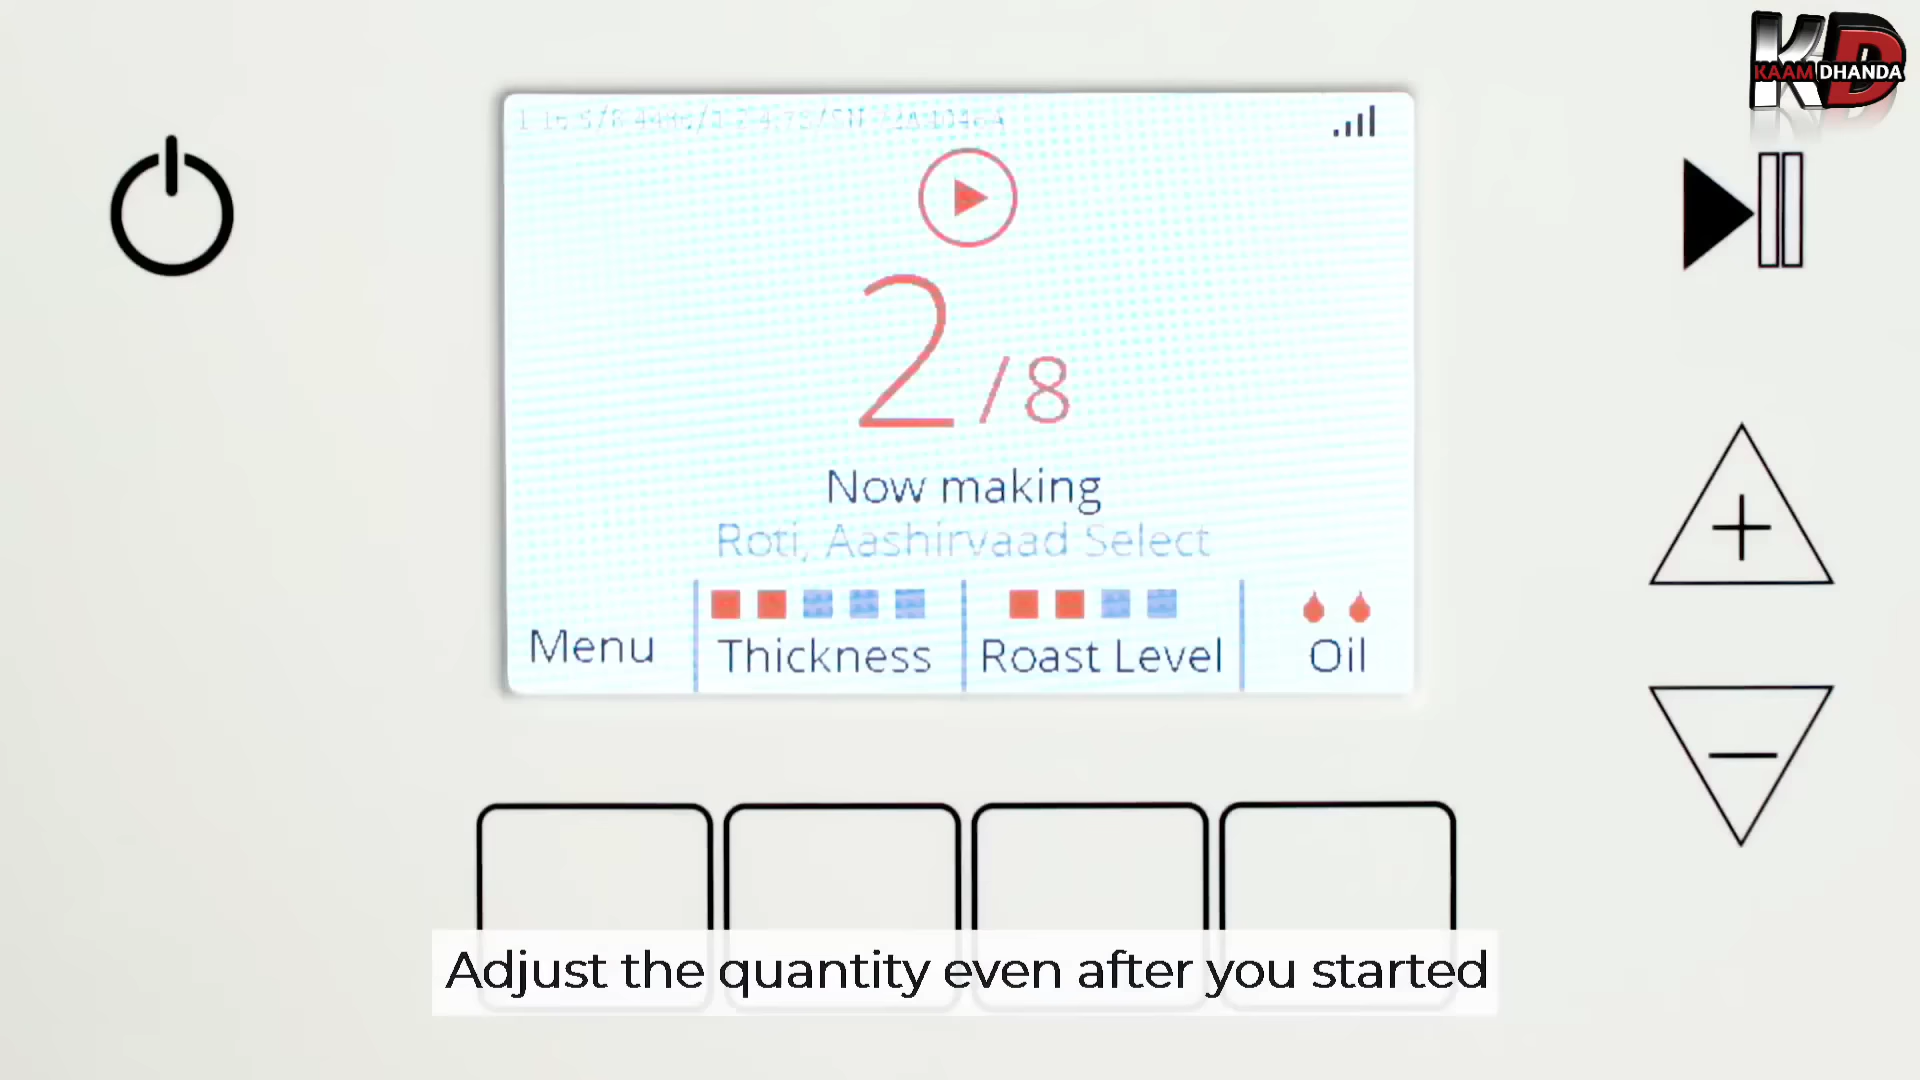 KD
KAAM DHANDA
2/8
Now making
Roti, Aashirvaad Select
Menu
Thickness
Roast Level
Oil
Adjust the quantity even after you started